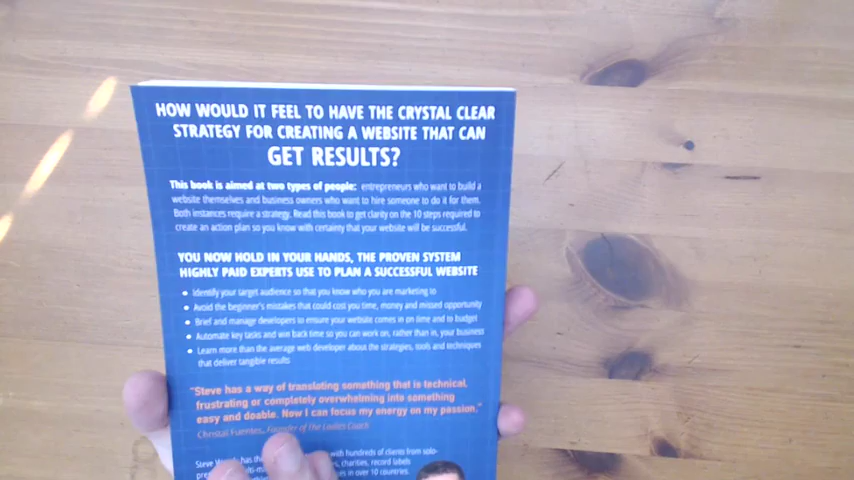 HOW WOULD IT FEEL TO HAVE THE CRYSTAL CLEAR
STRATEGY FOR CREATING A WEBSITE THAT CAN
GET RESULTS?
This book is aimed at two types of people: entrepreneurs who want to build a
website themselves and business owners who want to hire someone to do it for them.
Both instances require a strategy. Read this book to get clarity on the 10 steps required to
create an action plan so you know with certainty that your website will be successful.
YOU NOW HOLD IN YOUR HANDS, THE PROVEN SYSTEM
HIGHLY PAID EXPERTS USE TO PLAN A SUCCESSFUL WEBSITE
• Identify your target audience so that you know who you are marketing to
• Avoid the beginner's mistakes that could cost you time, money and missed opportunity
• Brief and manage developers to ensure your website comes in on time and to budget
• Automate key tasks and win back time so you can work on, rather than in, your business
• Learn more than the average web developer about the strategies, tools and techniques
that deliver tangible results
"Steve has a way of translating something that is technical,
frustrating or completely overwhelming into something
easy and doable. Now I can focus my energy on my passion."
Christal Fuentes, Founder of the Ladies Coach
Steve with hundreds of clients from solo-
charities, record labels
in over 10 countries.